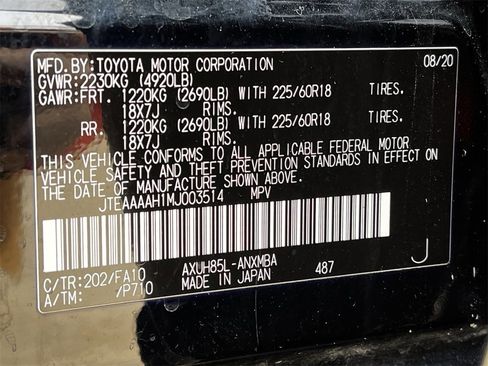 MFD.BY:TOYOTA MOTOR CORPORATION 08/20
GVWR:2230KG (4920LB)
GAWR:FRT. 1220KG (2690LB) WITH 225/60R18 TIRES.
18X7J RIMS.
RR. 1220KG (2690LB) WITH 225/60R18 TIRES.
18X7J RIMS.
THIS VEHICLE CONFORMS TO ALL APPLICABLE FEDERAL MOTOR
VEHICLE SAFETY AND THEFT PREVENTION STANDARDS IN EFFECT ON
THE DATE OF MANUFACTURE SHOWN ABOVE.
JTEAAAAH1MJ003514 MPV
C/TR:202/FA10 AXUH85L-ANXMBA J
A/TM: /P710 MADE IN JAPAN 487